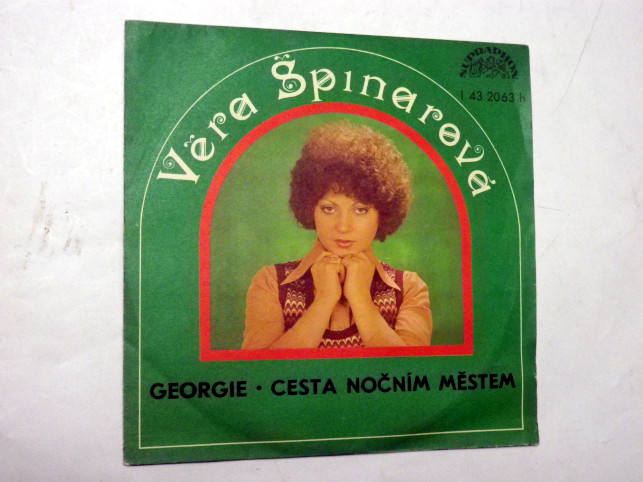 SUPRAPHON
1 43 2063 h
Věra Špinarová
GEORGIE • CESTA NOČNÍM MĚSTEM